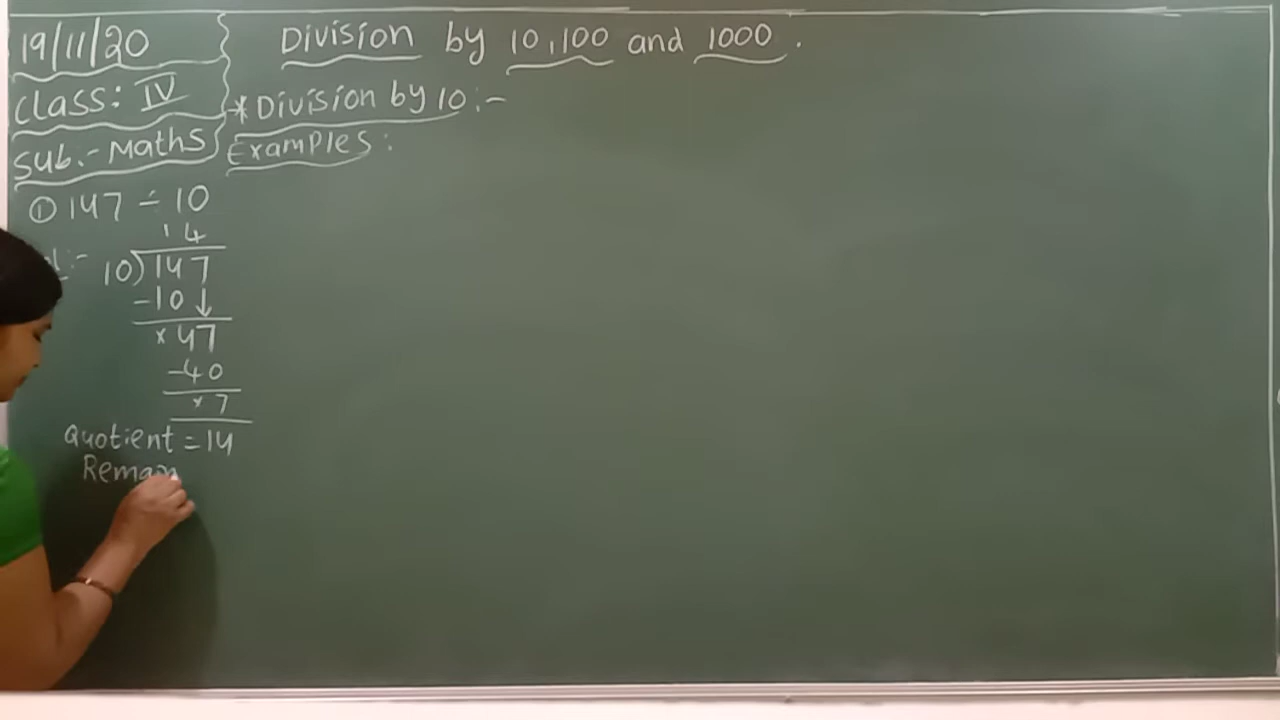 19/11/20
Class: IV
Sub:- Maths
Division by 10,100 and 1000.
*Division by 10:-
Examples:
① 147 ÷ 10
14
10)147
-10↓
×47
-40
×7
Quotient = 14
Remain